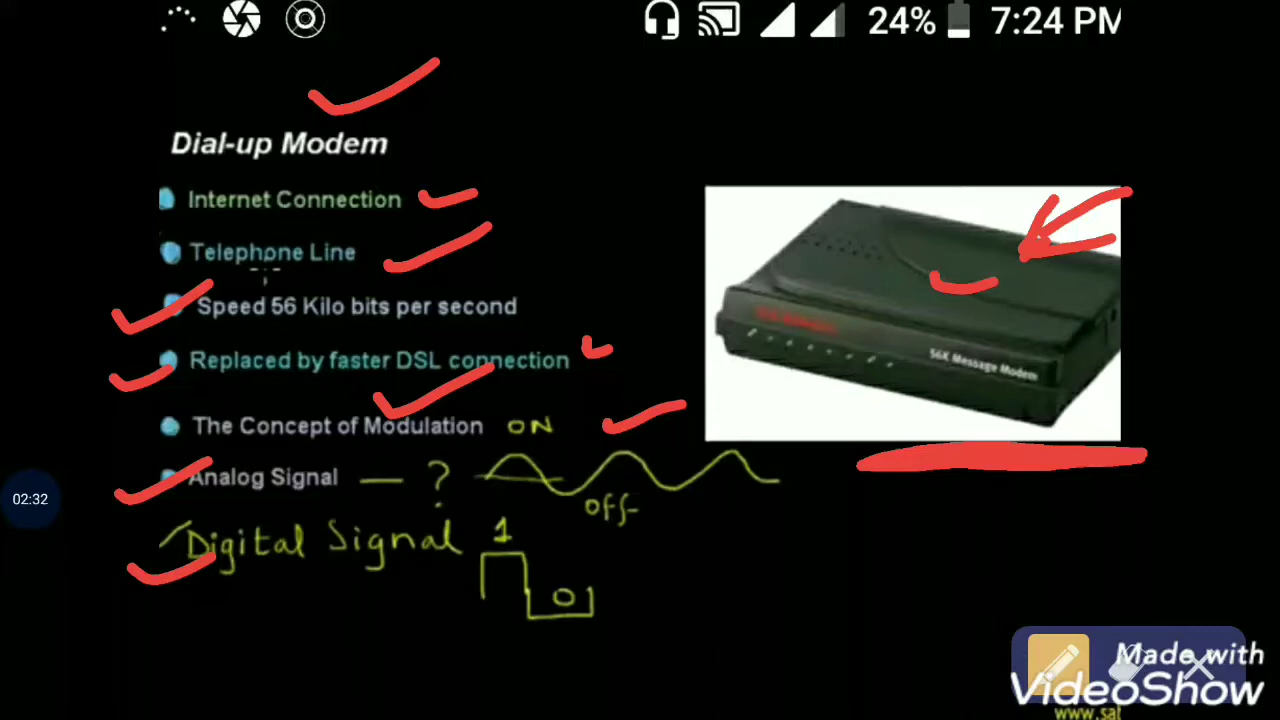 24% 7:24 PM
Dial-up Modem
Internet Connection
Telephone Line
Speed 56 Kilo bits per second
Replaced by faster DSL connection
56K Message Modem
The Concept of Modulation ON
Analog Signal — ?
OFF
Digital Signal 1
0
02:32
Made with
VideoShow